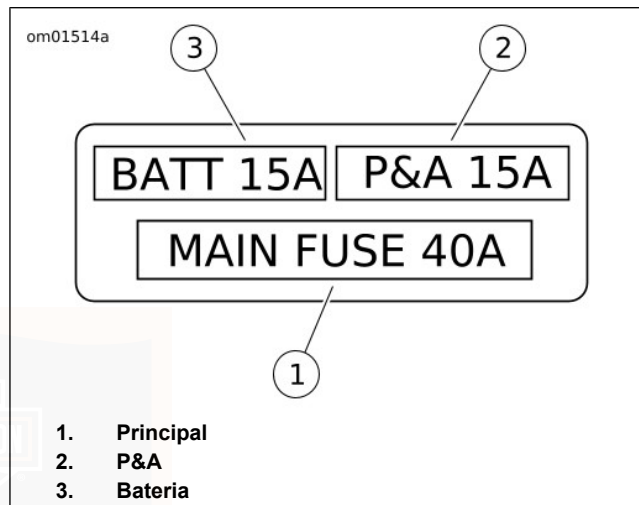 om01514a
3 2
BATT 15A P&A 15A
MAIN FUSE 40A
1
1. Principal
2. P&A
3. Bateria